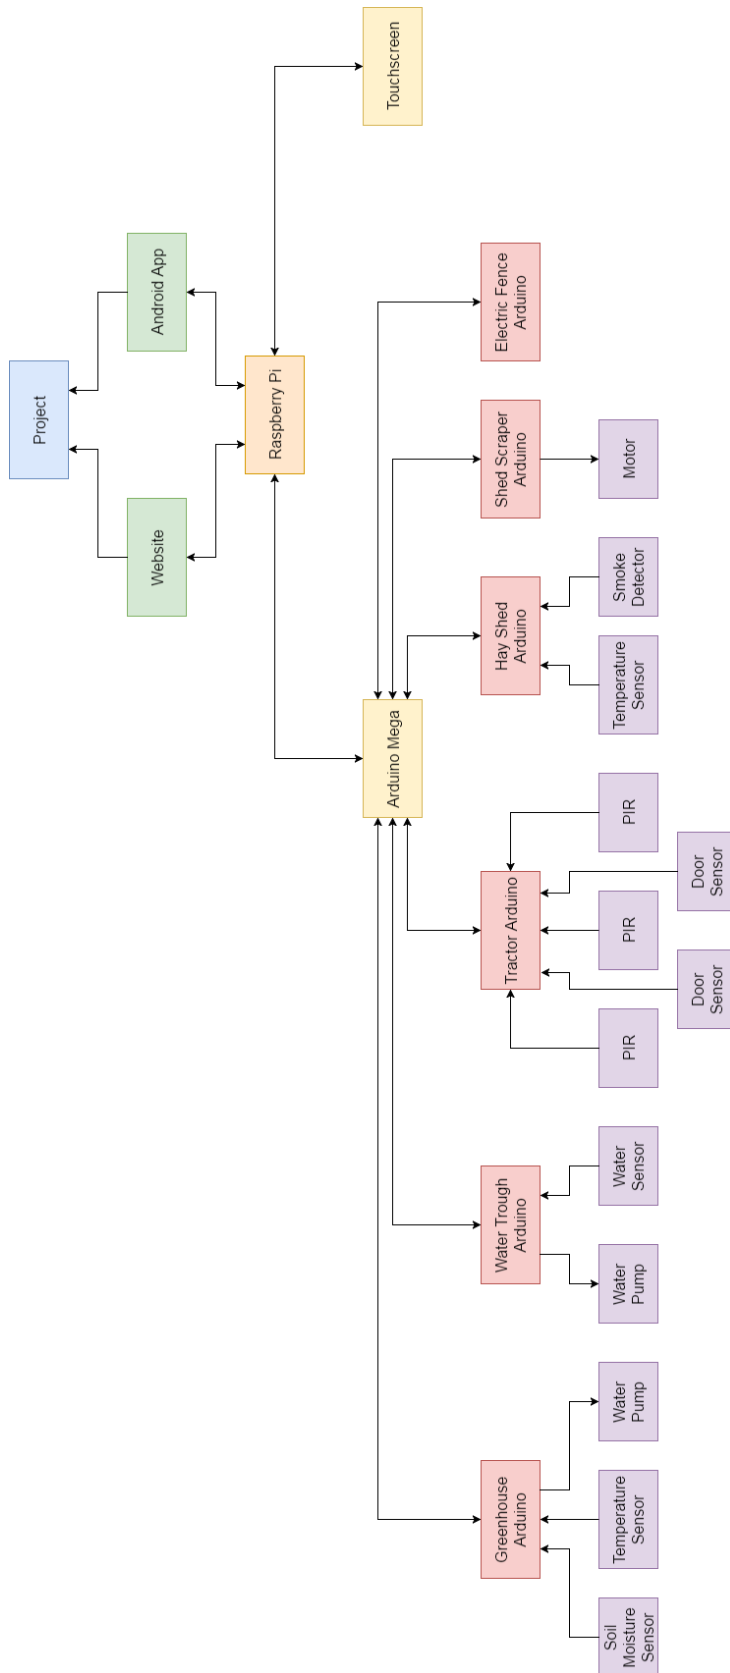 Project
Website
Android App
Raspberry Pi
Arduino Mega
Touchscreen
Greenhouse
Arduino
Water Trough
Arduino
Tractor Arduino
Hay Shed
Arduino
Shed Scraper
Arduino
Electric Fence
Arduino
Soil
Moisture
Sensor
Temperature
Sensor
Water
Pump
Water
Pump
Water
Sensor
PIR
PIR
PIR
Temperature
Sensor
Smoke
Detector
Motor
Door
Sensor
Door
Sensor